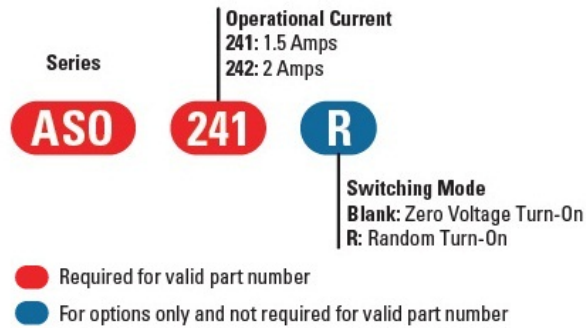 Operational Current
241: 1.5 Amps
242: 2 Amps
Series
ASO
241
R
Switching Mode
Blank: Zero Voltage Turn-On
R: Random Turn-On
Required for valid part number
For options only and not required for valid part number